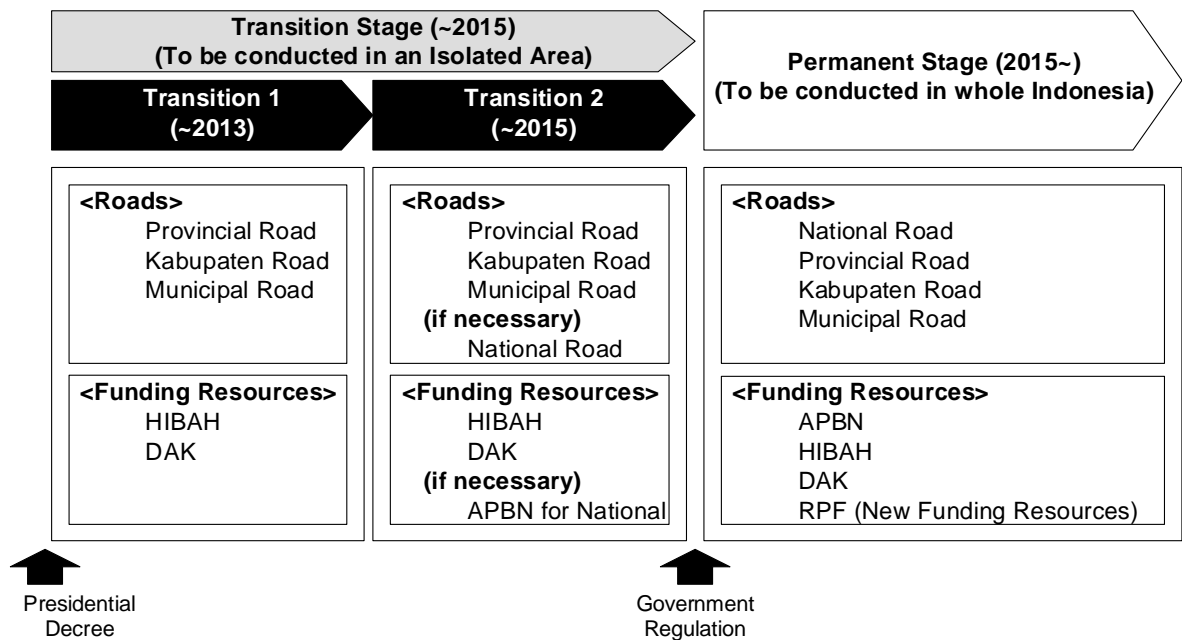 Transition Stage (~2015)
(To be conducted in an Isolated Area)
Permanent Stage (2015~)
(To be conducted in whole Indonesia)
Transition 1
(~2013)
Transition 2
(~2015)
<Roads>
Provincial Road
Kabupaten Road
Municipal Road
<Funding Resources>
HIBAH
DAK
<Roads>
Provincial Road
Kabupaten Road
Municipal Road
(if necessary)
National Road
<Funding Resources>
HIBAH
DAK
(if necessary)
APBN for National
<Roads>
National Road
Provincial Road
Kabupaten Road
Municipal Road
<Funding Resources>
APBN
HIBAH
DAK
RPF (New Funding Resources)
Presidential
Decree
Government
Regulation